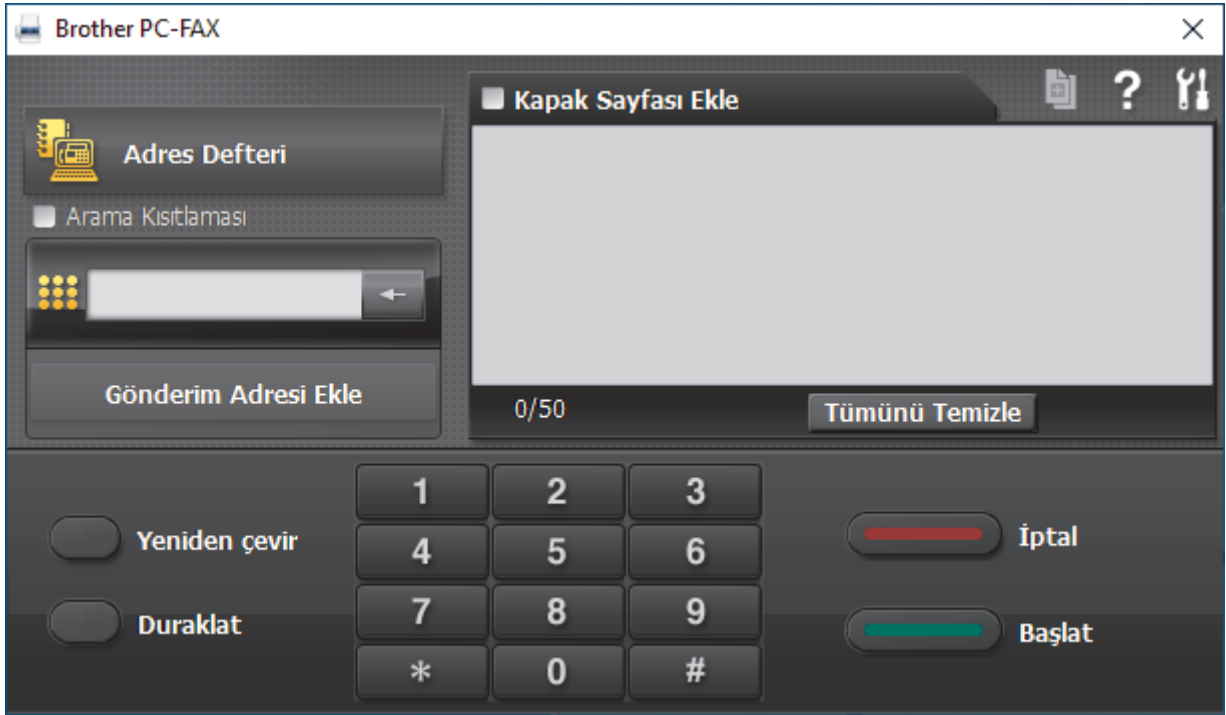 Brother PC-FAX
Kapak Sayfası Ekle
?
Adres Defteri
Arama Kısıtlaması
Gönderim Adresi Ekle
0/50
Tümünü Temizle
1 2 3
Yeniden çevir
İptal
4 5 6
7 8 9
Duraklat
Başlat
* 0 #